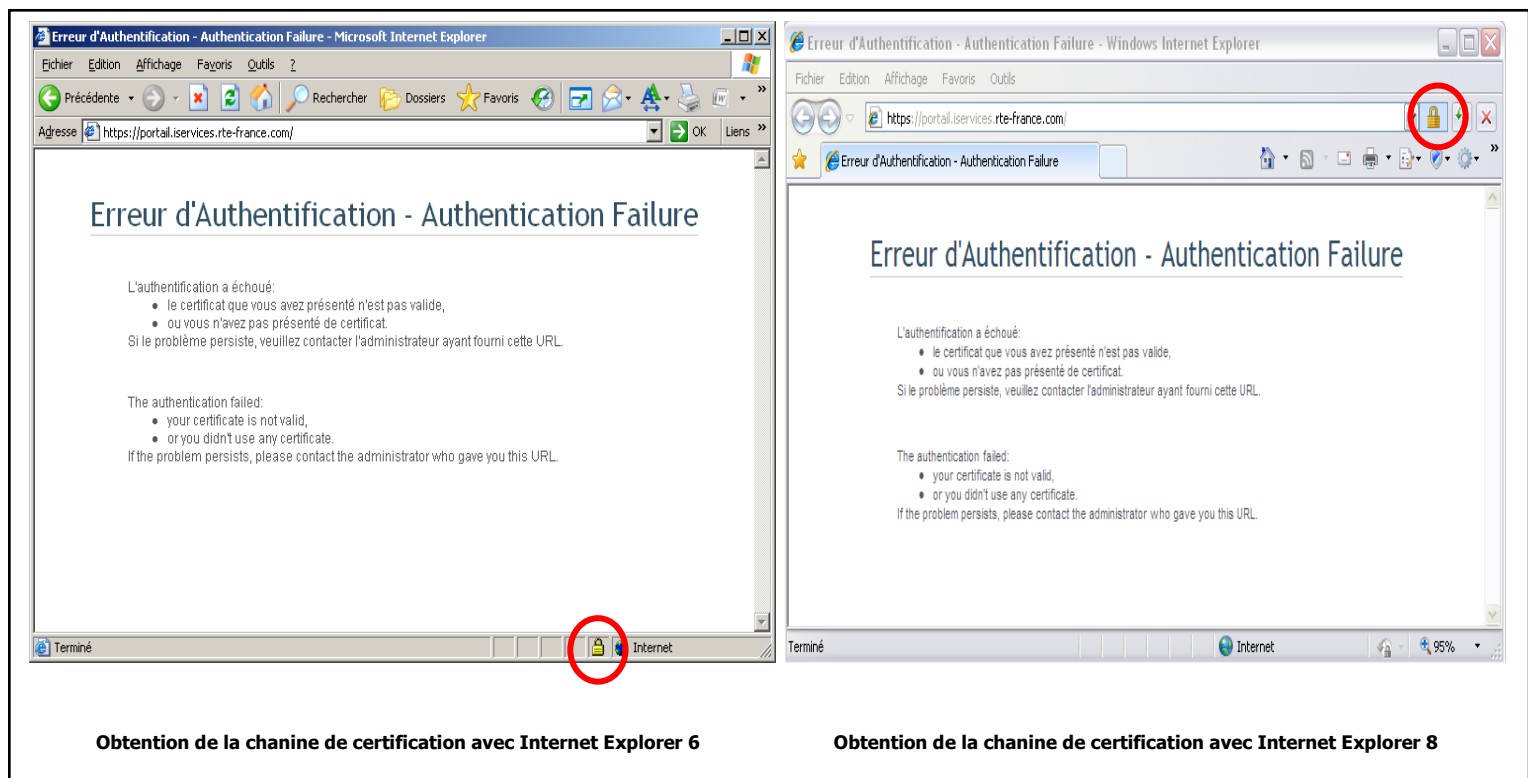 Erreur d'Authentification - Authentication Failure - Microsoft Internet Explorer
Fichier Edition Affichage Favoris Outils ?
Précédente Rechercher Dossiers Favoris »
Adresse https://portail.iservices.rte-france.com/ OK Liens »
Erreur d'Authentification - Authentication Failure
L'authentification a échoué:
• le certificat que vous avez présenté n'est pas valide,
• ou vous n'avez pas présenté de certificat.
Si le problème persiste, veuillez contacter l'administrateur ayant fourni cette URL.
The authentication failed:
• your certificate is not valid,
• or you didn't use any certificate.
If the problem persists, please contact the administrator who gave you this URL.
Terminé Internet
Obtention de la chanine de certification avec Internet Explorer 6
Erreur d'Authentification - Authentication Failure - Windows Internet Explorer
Fichier Edition Affichage Favoris Outils
https://portail.iservices.rte-france.com/
Erreur d'Authentification - Authentication Failure »
Erreur d'Authentification - Authentication Failure
L'authentification a échoué:
• le certificat que vous avez présenté n'est pas valide,
• ou vous n'avez pas présenté de certificat.
Si le problème persiste, veuillez contacter l'administrateur ayant fourni cette URL.
The authentication failed:
• your certificate is not valid,
• or you didn't use any certificate.
If the problem persists, please contact the administrator who gave you this URL.
Terminé Internet 95%
Obtention de la chanine de certification avec Internet Explorer 8